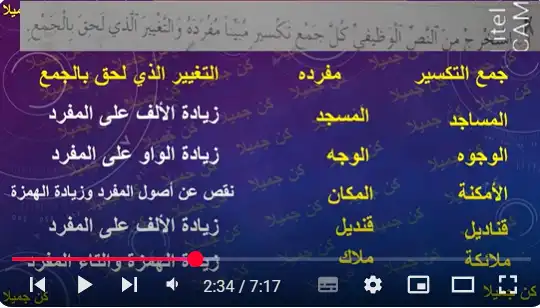 كن جميلا
استخرج من النص الوظيفي كل جمع تكسير مبينا مفرده والتغيير الذي لحق بالجمع.
itel
CAM
جمع التكسير مفرده التغيير الذي لحق بالجمع
المساجد المسجد زيادة الألف على المفرد
الوجوه الوجه زيادة الواو على المفرد
الأمكنة المكان نقص عن أصول المفرد وزيادة الهمزة
قناديل قنديل زيادة الألف على المفرد
ملائكة ملاك زيادة الهمزة والتاء المفرد
2:34 / 7:17
كن جميلا